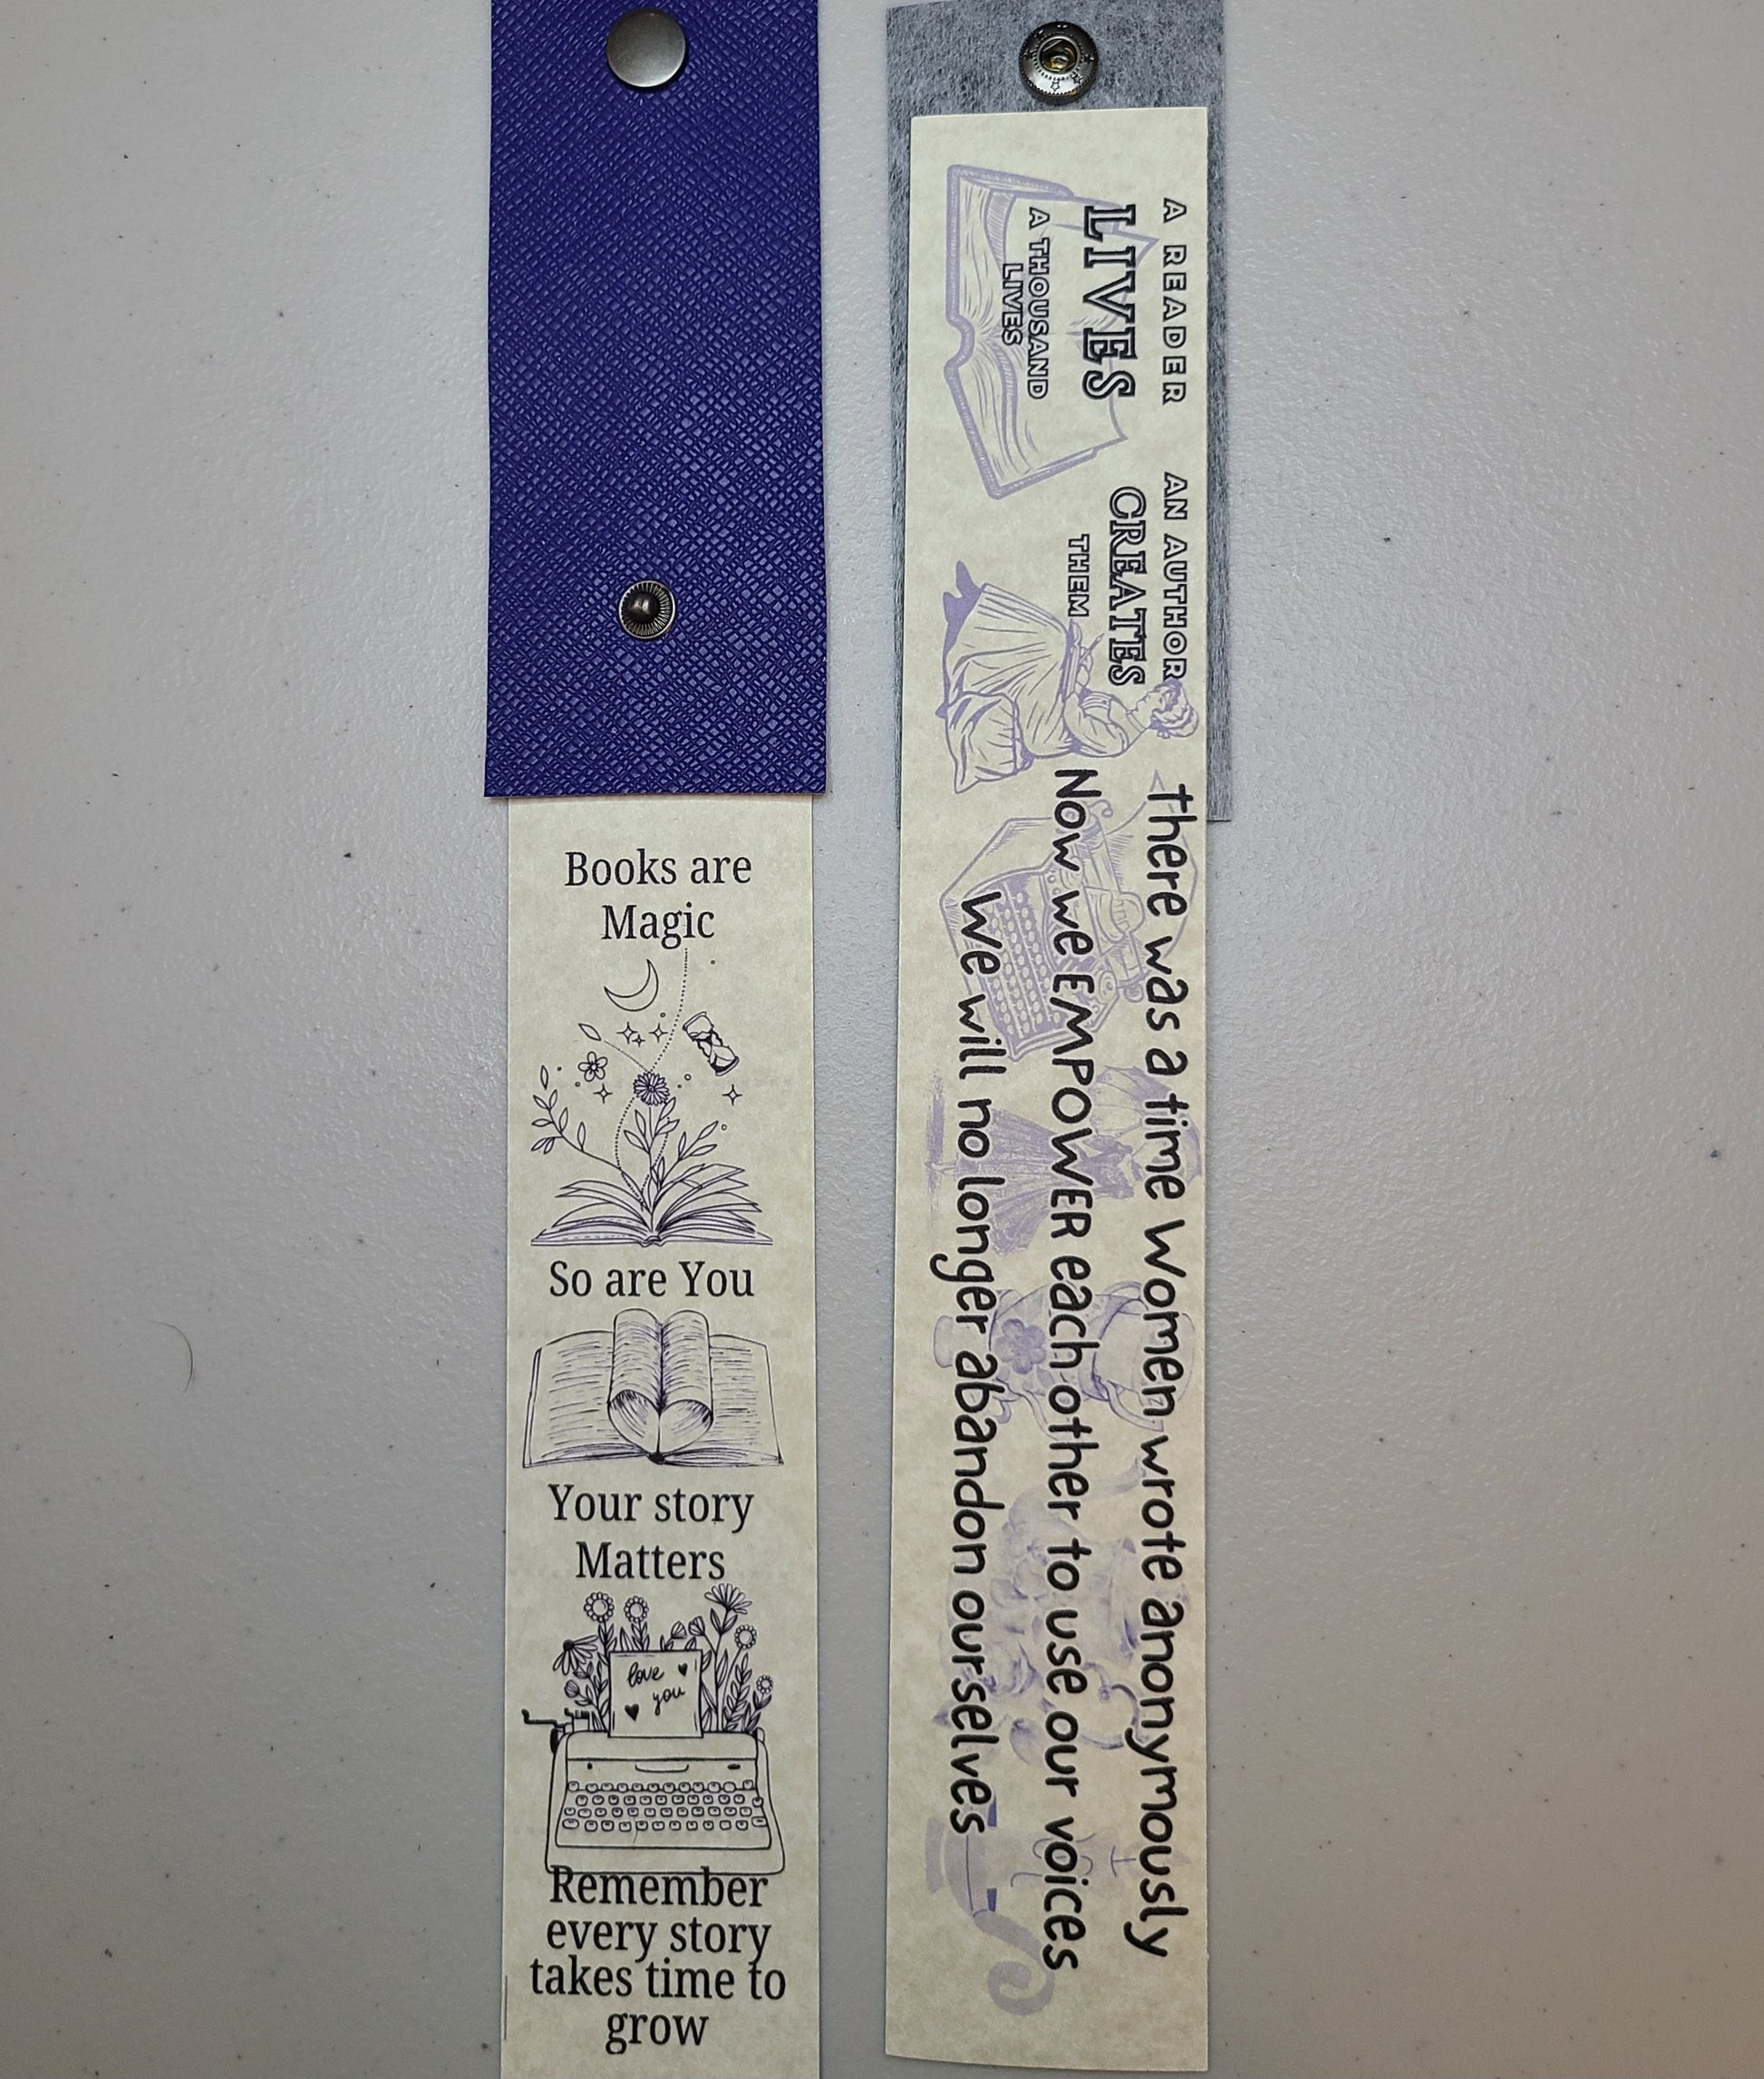 Books are
Magic
So are You
Your story
Matters
love
you
Remember
every story
takes time to
grow
A READER
LIVES
A THOUSAND
LIVES
AN AUTHOR
CREATES
THEM
there was a time Women wrote anonymously
Now we EMPOWER each other to use our voices
We will no longer abandon ourselves